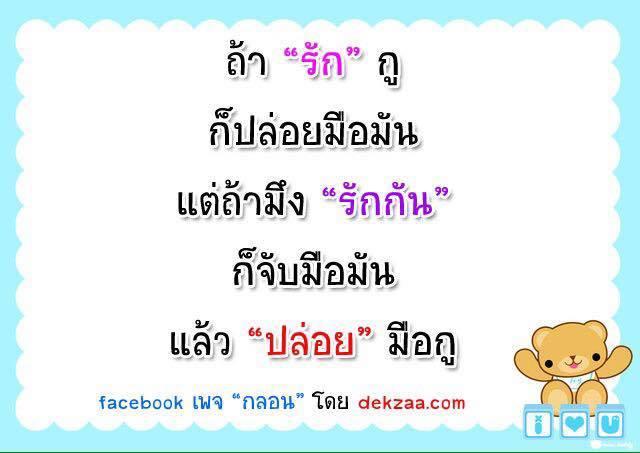 ถ้า “รัก” กู
ก็ปล่อยมือมัน
แต่ถ้ามึง “รักกัน”
ก็จับมือมัน
แล้ว “ปล่อย” มือกู
facebook เพจ “กลอน” โดย dekzaa.com
i ♥ U